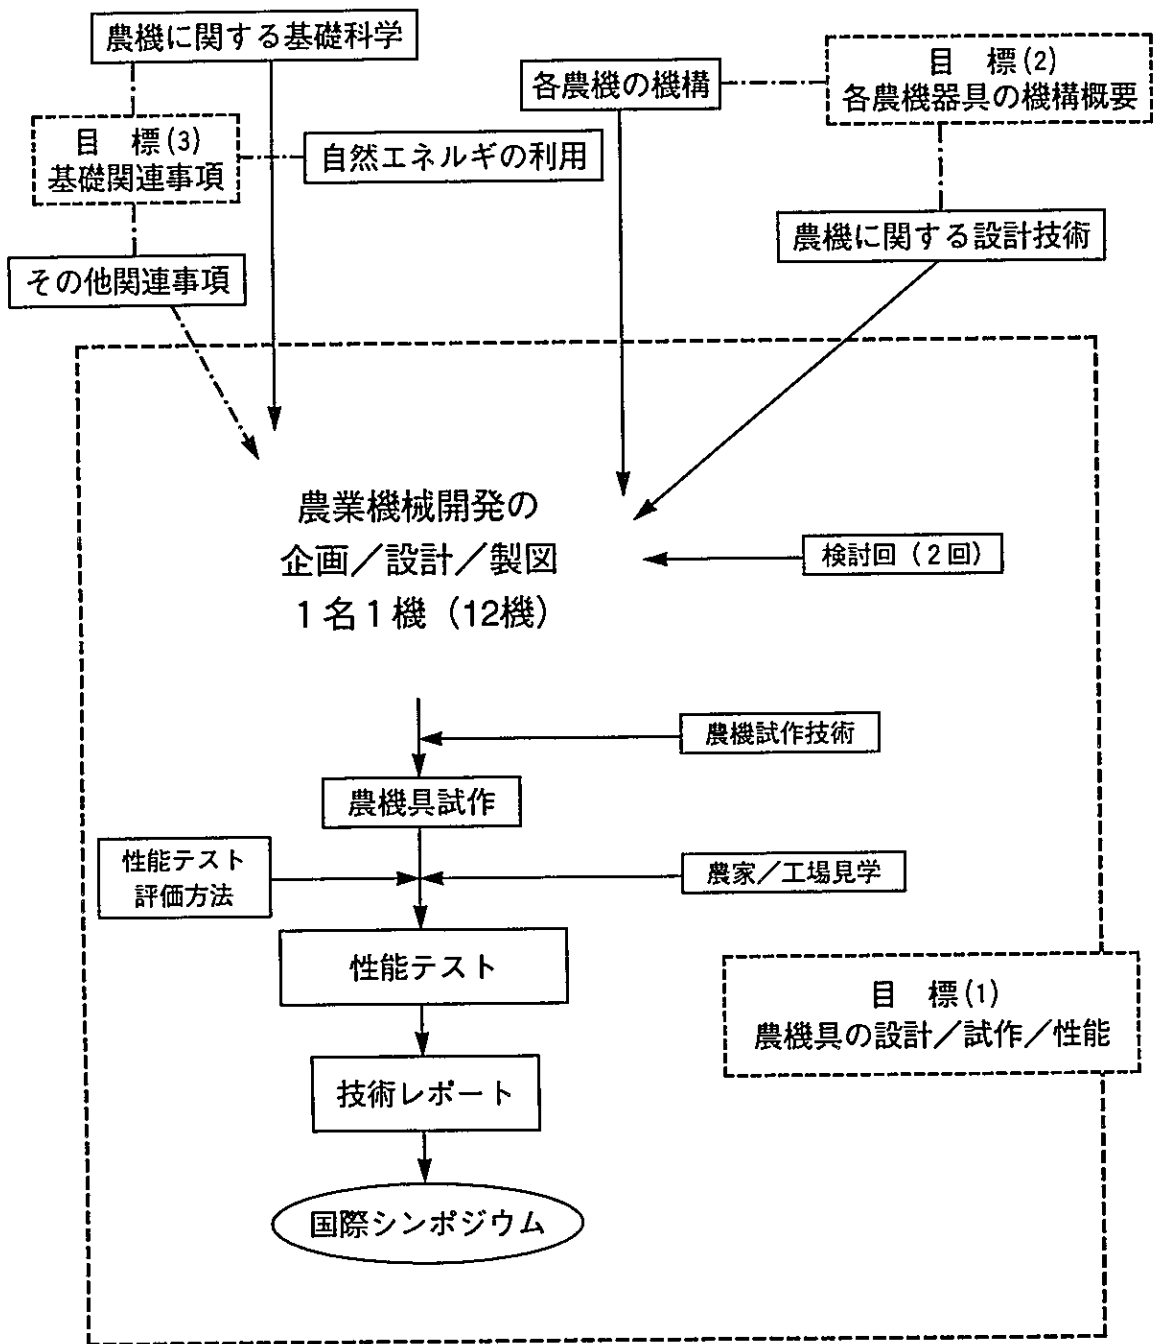 農機に関する基礎科学
目 標(2)
各農機器具の機構概要
各農機の機構
目 標(3)
基礎関連事項
自然エネルギの利用
農機に関する設計技術
その他関連事項
農業機械開発の
企画/設計/製図
1名1機(12機)
検討回(2回)
農機試作技術
農機具試作
性能テスト
評価方法
農家/工場見学
性能テスト
目 標(1)
農機具の設計/試作/性能
技術レポート
国際シンポジウム